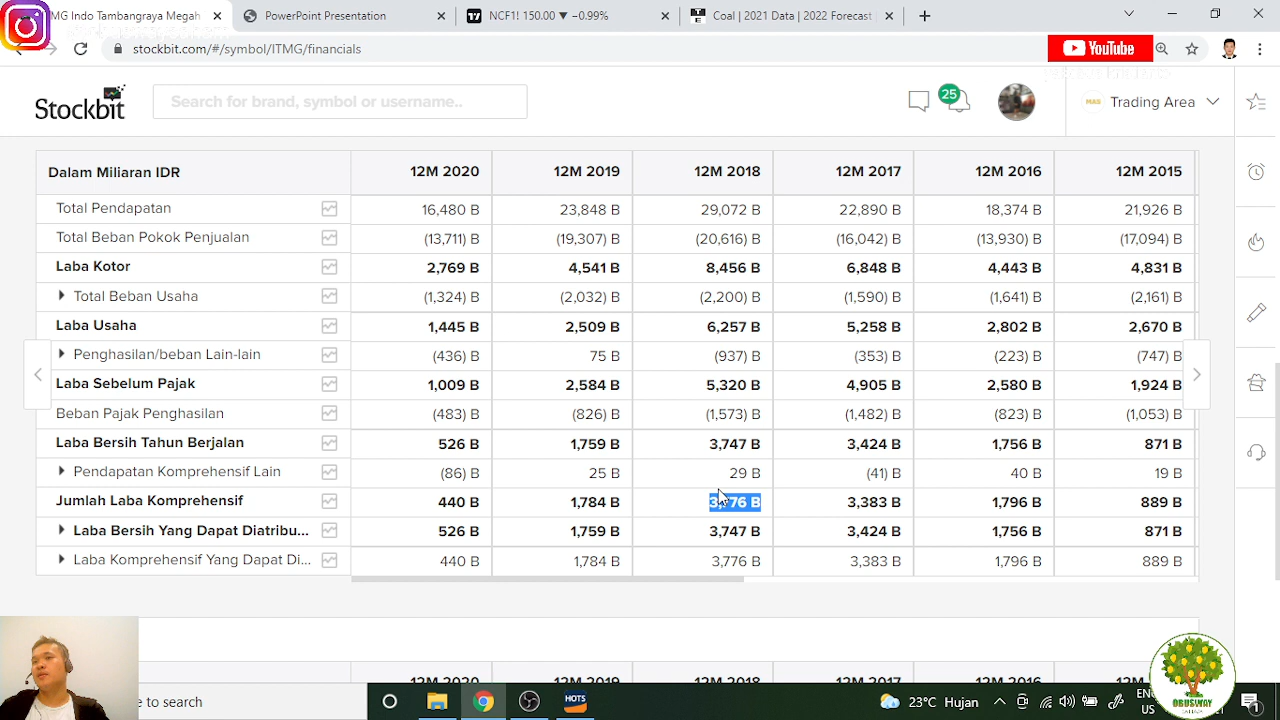 MG Indo Tambangraya Megah
PowerPoint Presentation
NCF1! 150.00 ▼ −0.99%
2021 Data | 2022 Forecast
stockbit.com/#/symbol/ITMG/financials
YouTube
Stockbit
Search for brand, symbol or username..
25
Trading Area
Dalam Miliaran IDR 12M 2020 12M 2019 12M 2018 12M 2017 12M 2016 12M 2015
Total Pendapatan 16,480 B 23,848 B 29,072 B 22,890 B 18,374 B 21,926 B
Total Beban Pokok Penjualan (13,711) B (19,307) B (20,616) B (16,042) B (13,930) B (17,094) B
Laba Kotor 2,769 B 4,541 B 8,456 B 6,848 B 4,443 B 4,831 B
Total Beban Usaha (1,324) B (2,032) B (2,200) B (1,590) B (1,641) B (2,161) B
Laba Usaha 1,445 B 2,509 B 6,257 B 5,258 B 2,802 B 2,670 B
Penghasilan/beban Lain-lain (436) B 75 B (937) B (353) B (223) B (747) B
Laba Sebelum Pajak 1,009 B 2,584 B 5,320 B 4,905 B 2,580 B 1,924 B
Beban Pajak Penghasilan (483) B (826) B (1,573) B (1,482) B (823) B (1,053) B
Laba Bersih Tahun Berjalan 526 B 1,759 B 3,747 B 3,424 B 1,756 B 871 B
Pendapatan Komprehensif Lain (86) B 25 B 29 B (41) B 40 B 19 B
Jumlah Laba Komprehensif 440 B 1,784 B 3,776 B 3,383 B 1,796 B 889 B
Laba Bersih Yang Dapat Diatribu... 526 B 1,759 B 3,747 B 3,424 B 1,756 B 871 B
Laba Komprehensif Yang Dapat Di... 440 B 1,784 B 3,776 B 3,383 B 1,796 B 889 B
12M 2020 12M 2019 12M 2018 12M 2017 12M 2016 12M 2015
e to search
HOTS
23°C Hujan
US
DBUSWAY